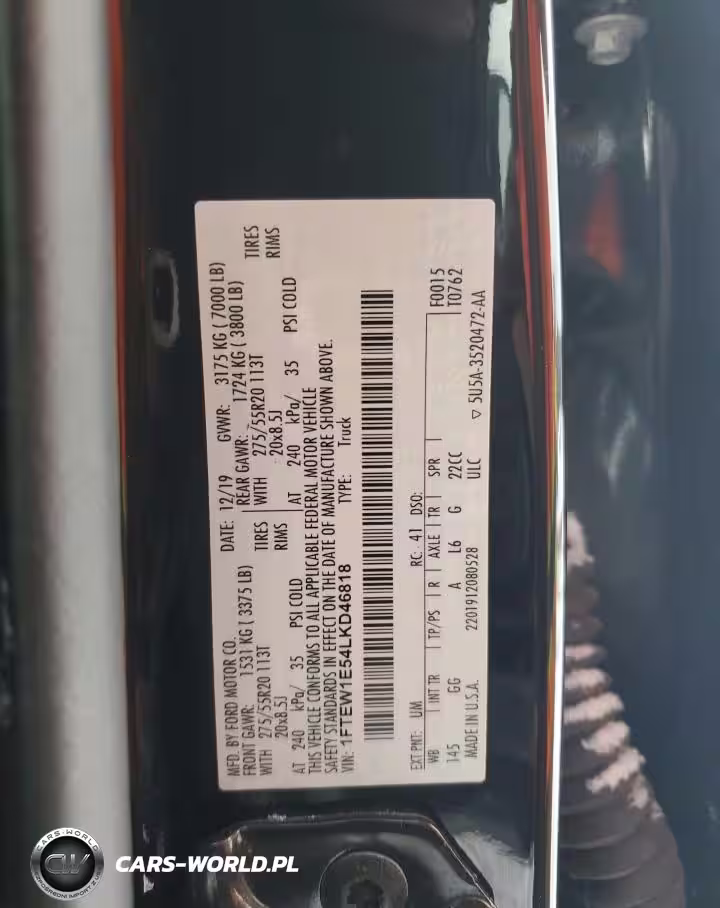 MFD. BY FORD MOTOR CO.
DATE: 12/19 GVWR: 3175 KG ( 7000 LB)
FRONT GAWR: 1531 KG ( 3375 LB)
REAR GAWR: 1724 KG ( 3800 LB)
WITH 275/55R20 113T TIRES
WITH 275/55R20 113T TIRES
20x8.5J RIMS
20x8.5J RIMS
AT 240 kPa/ 35 PSI COLD
AT 240 kPa/ 35 PSI COLD
THIS VEHICLE CONFORMS TO ALL APPLICABLE FEDERAL MOTOR VEHICLE
SAFETY STANDARDS IN EFFECT ON THE DATE OF MANUFACTURE SHOWN ABOVE.
VIN: 1FTEW1E54LKD46818 TYPE: Truck
EXT PNT: UM RC: 41 DSO: F0015
WB INT TR TP/PS R AXLE TR SPR T0762
145 GG A L6 G 22CC
MADE IN U.S.A. 2201912080528 ULC ▽ 5U5A-3520472-AA
CARS-WORLD
CW
CARS-WORLD.PL